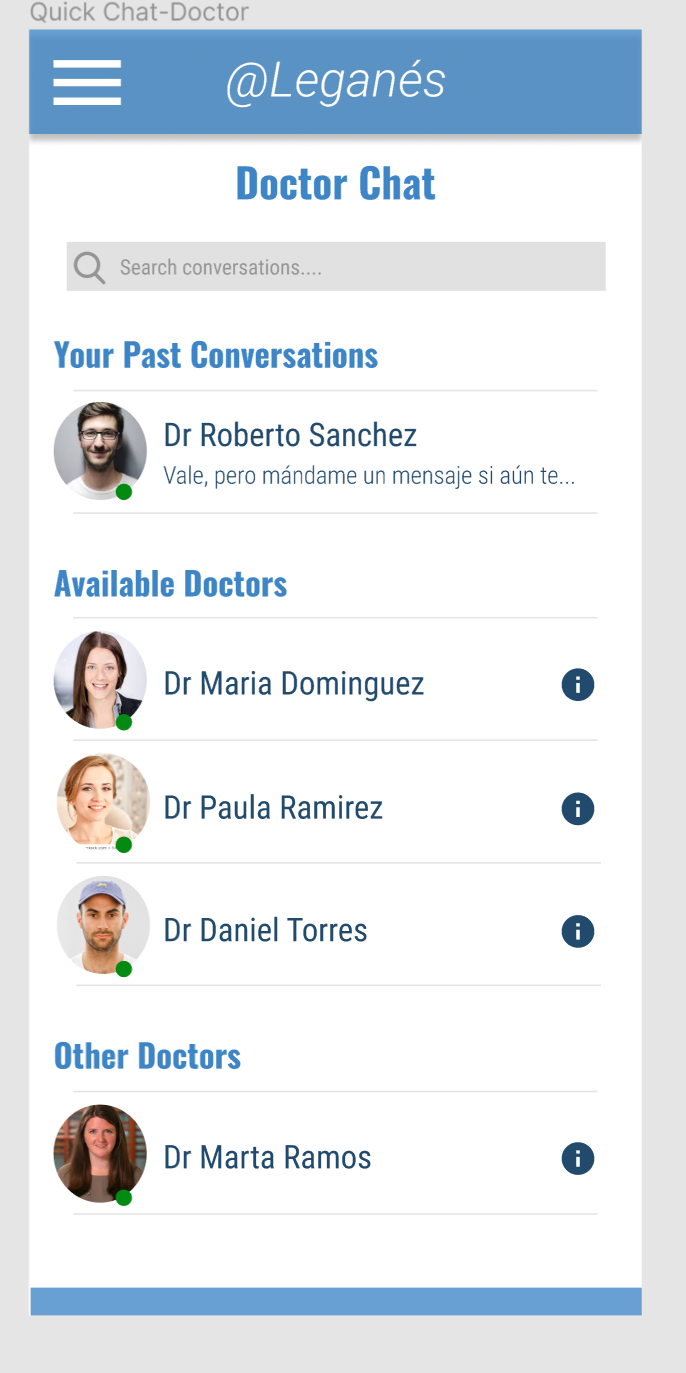 Quick Chat-Doctor
@Leganés
Doctor Chat
Search conversations....
Your Past Conversations
Dr Roberto Sanchez
Vale, pero mándame un mensaje si aún te...
Available Doctors
Dr Maria Dominguez
Dr Paula Ramirez
Dr Daniel Torres
Other Doctors
Dr Marta Ramos